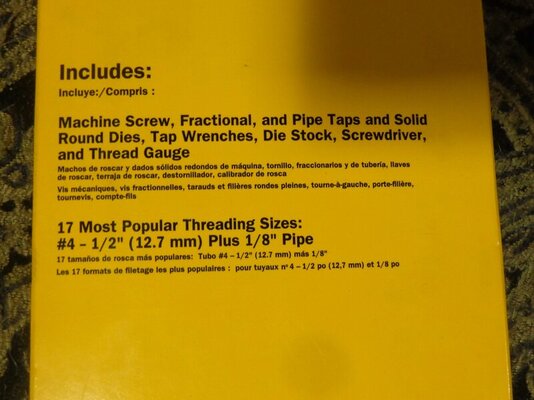 Includes:
Incluye:/Compris :
Machine Screw, Fractional, and Pipe Taps and Solid
Round Dies, Tap Wrenches, Die Stock, Screwdriver,
and Thread Gauge
Machos de roscar y dados sólidos redondos de máquina, tornillo, fraccionarios y de tubería, llaves
de roscar, terraja de roscar, destornillador, calibrador de rosca
Vis mécaniques, vis fractionnelles, tarauds et filières rondes pleines, tourne-à-gauche, porte-filière,
tournevis, compte-fils
17 Most Popular Threading Sizes:
#4 – 1/2" (12.7 mm) Plus 1/8" Pipe
17 tamaños de rosca más populares: Tubo #4 – 1/2" (12.7 mm) más 1/8"
Les 17 formats de filetage les plus populaires : pour tuyaux nº 4 – 1/2 po (12,7 mm) et 1/8 po